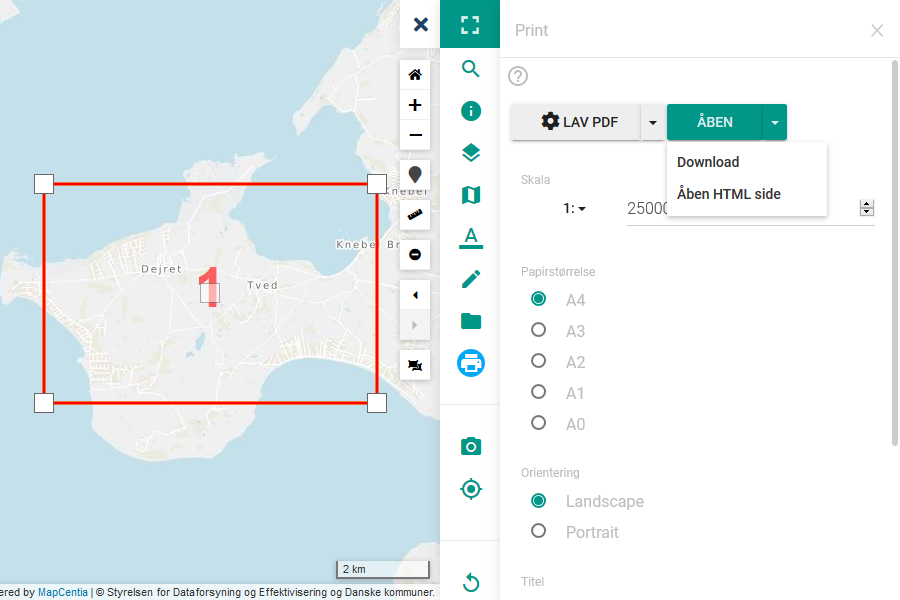 Print
LAV PDF
ÅBEN
Download
Åben HTML side
Skala
1:
25000
Papirstørrelse
A4
A3
A2
A1
A0
Orientering
Landscape
Portrait
Titel
Knebel
Knebel Br
Dejret
Tved
1
2 km
ered by MapCentia | © Styrelsen for Dataforsyning og Effektivisering og Danske kommuner.